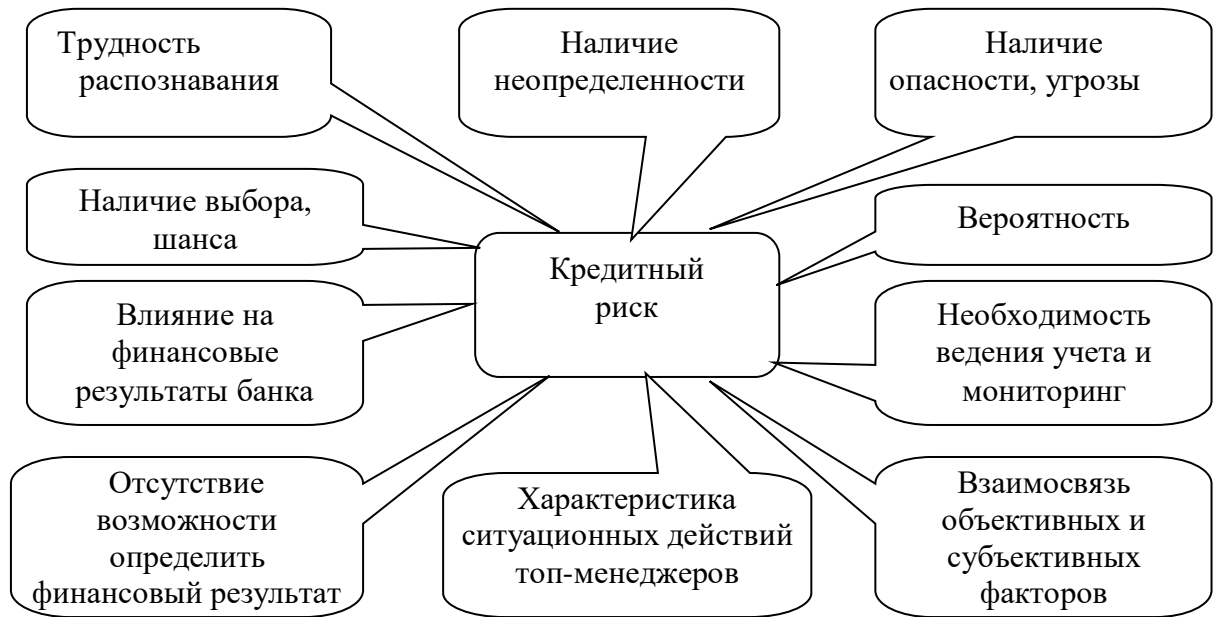 Трудность
распознавания
Наличие
неопределенности
Наличие
опасности, угрозы
Наличие выбора,
шанса
Кредитный
риск
Вероятность
Влияние на
финансовые
результаты банка
Необходимость
ведения учета и
мониторинг
Отсутствие
возможности
определить
финансовый результат
Характеристика
ситуационных действий
топ-менеджеров
Взаимосвязь
объективных и
субъективных
факторов